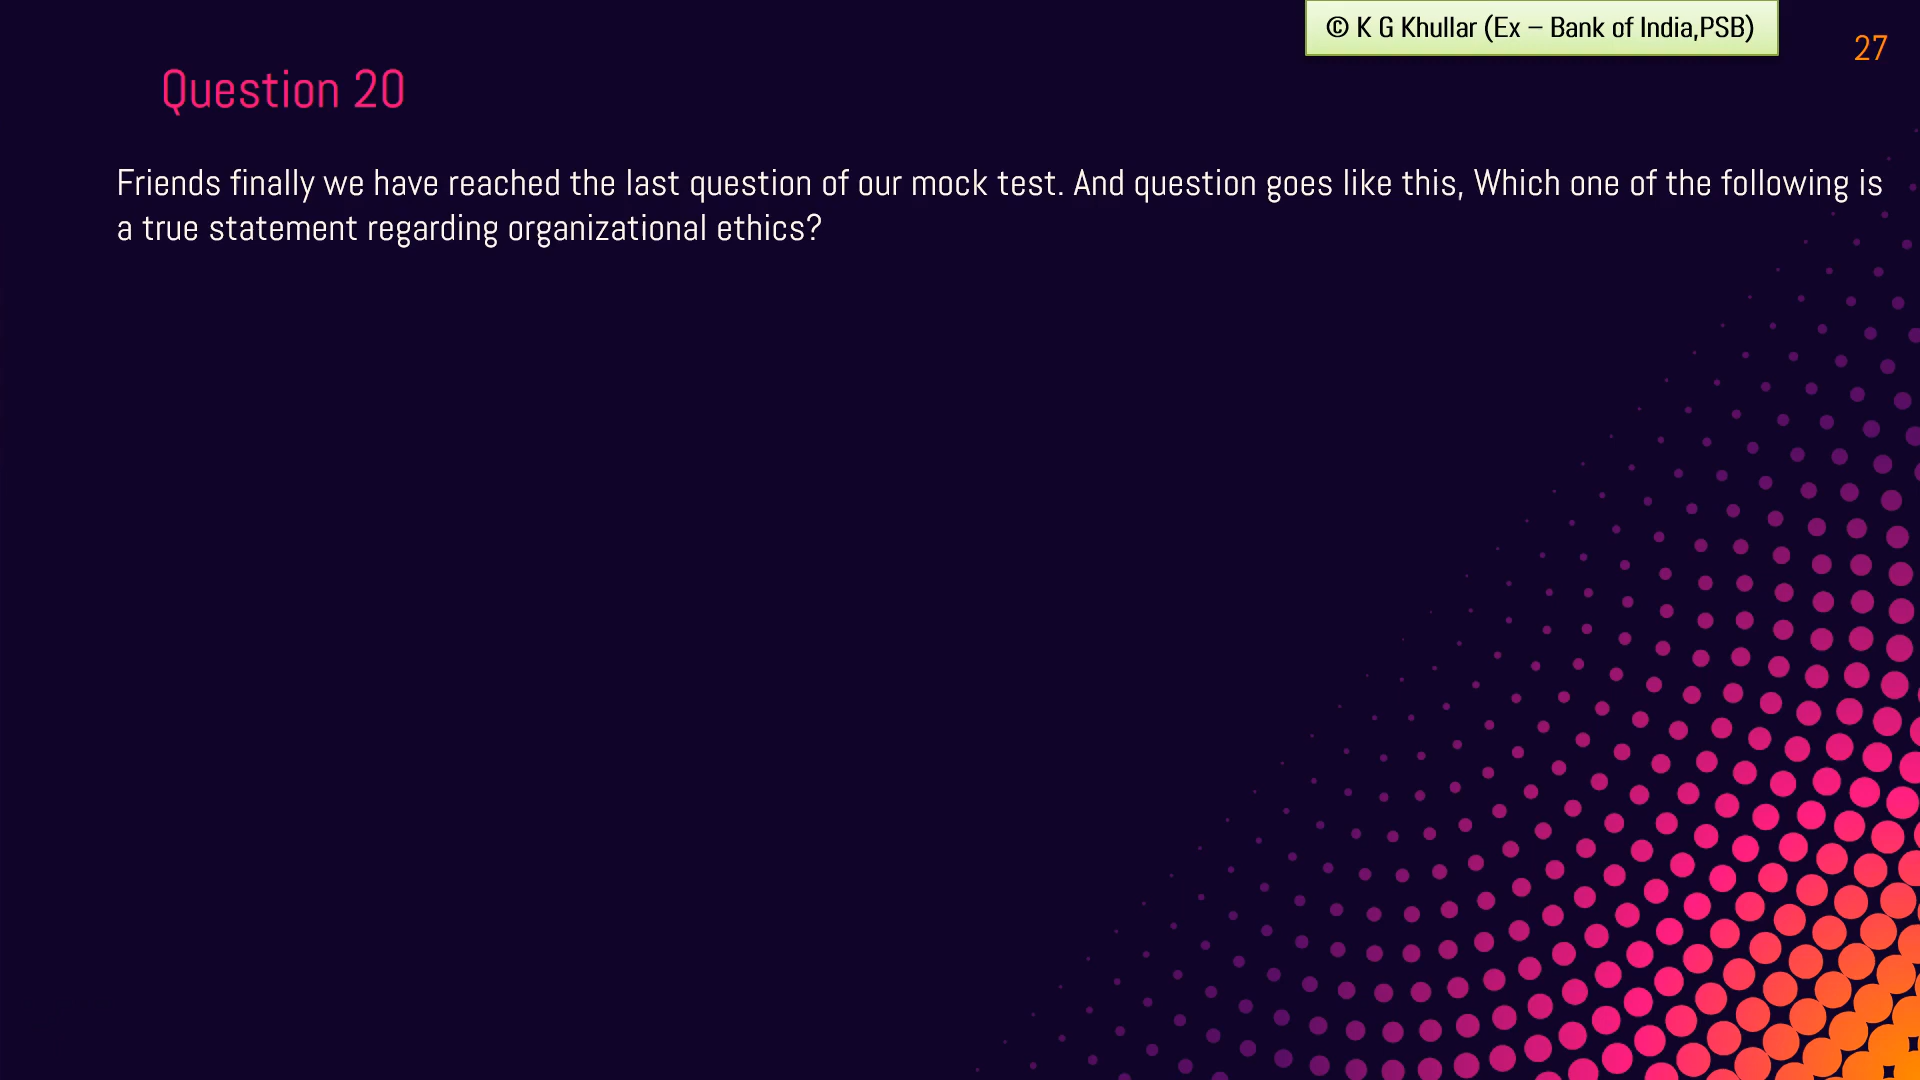 © K G Khullar (Ex – Bank of India,PSB)
27
Question 20
Friends finally we have reached the last question of our mock test. And question goes like this, Which one of the following is
a true statement regarding organizational ethics?